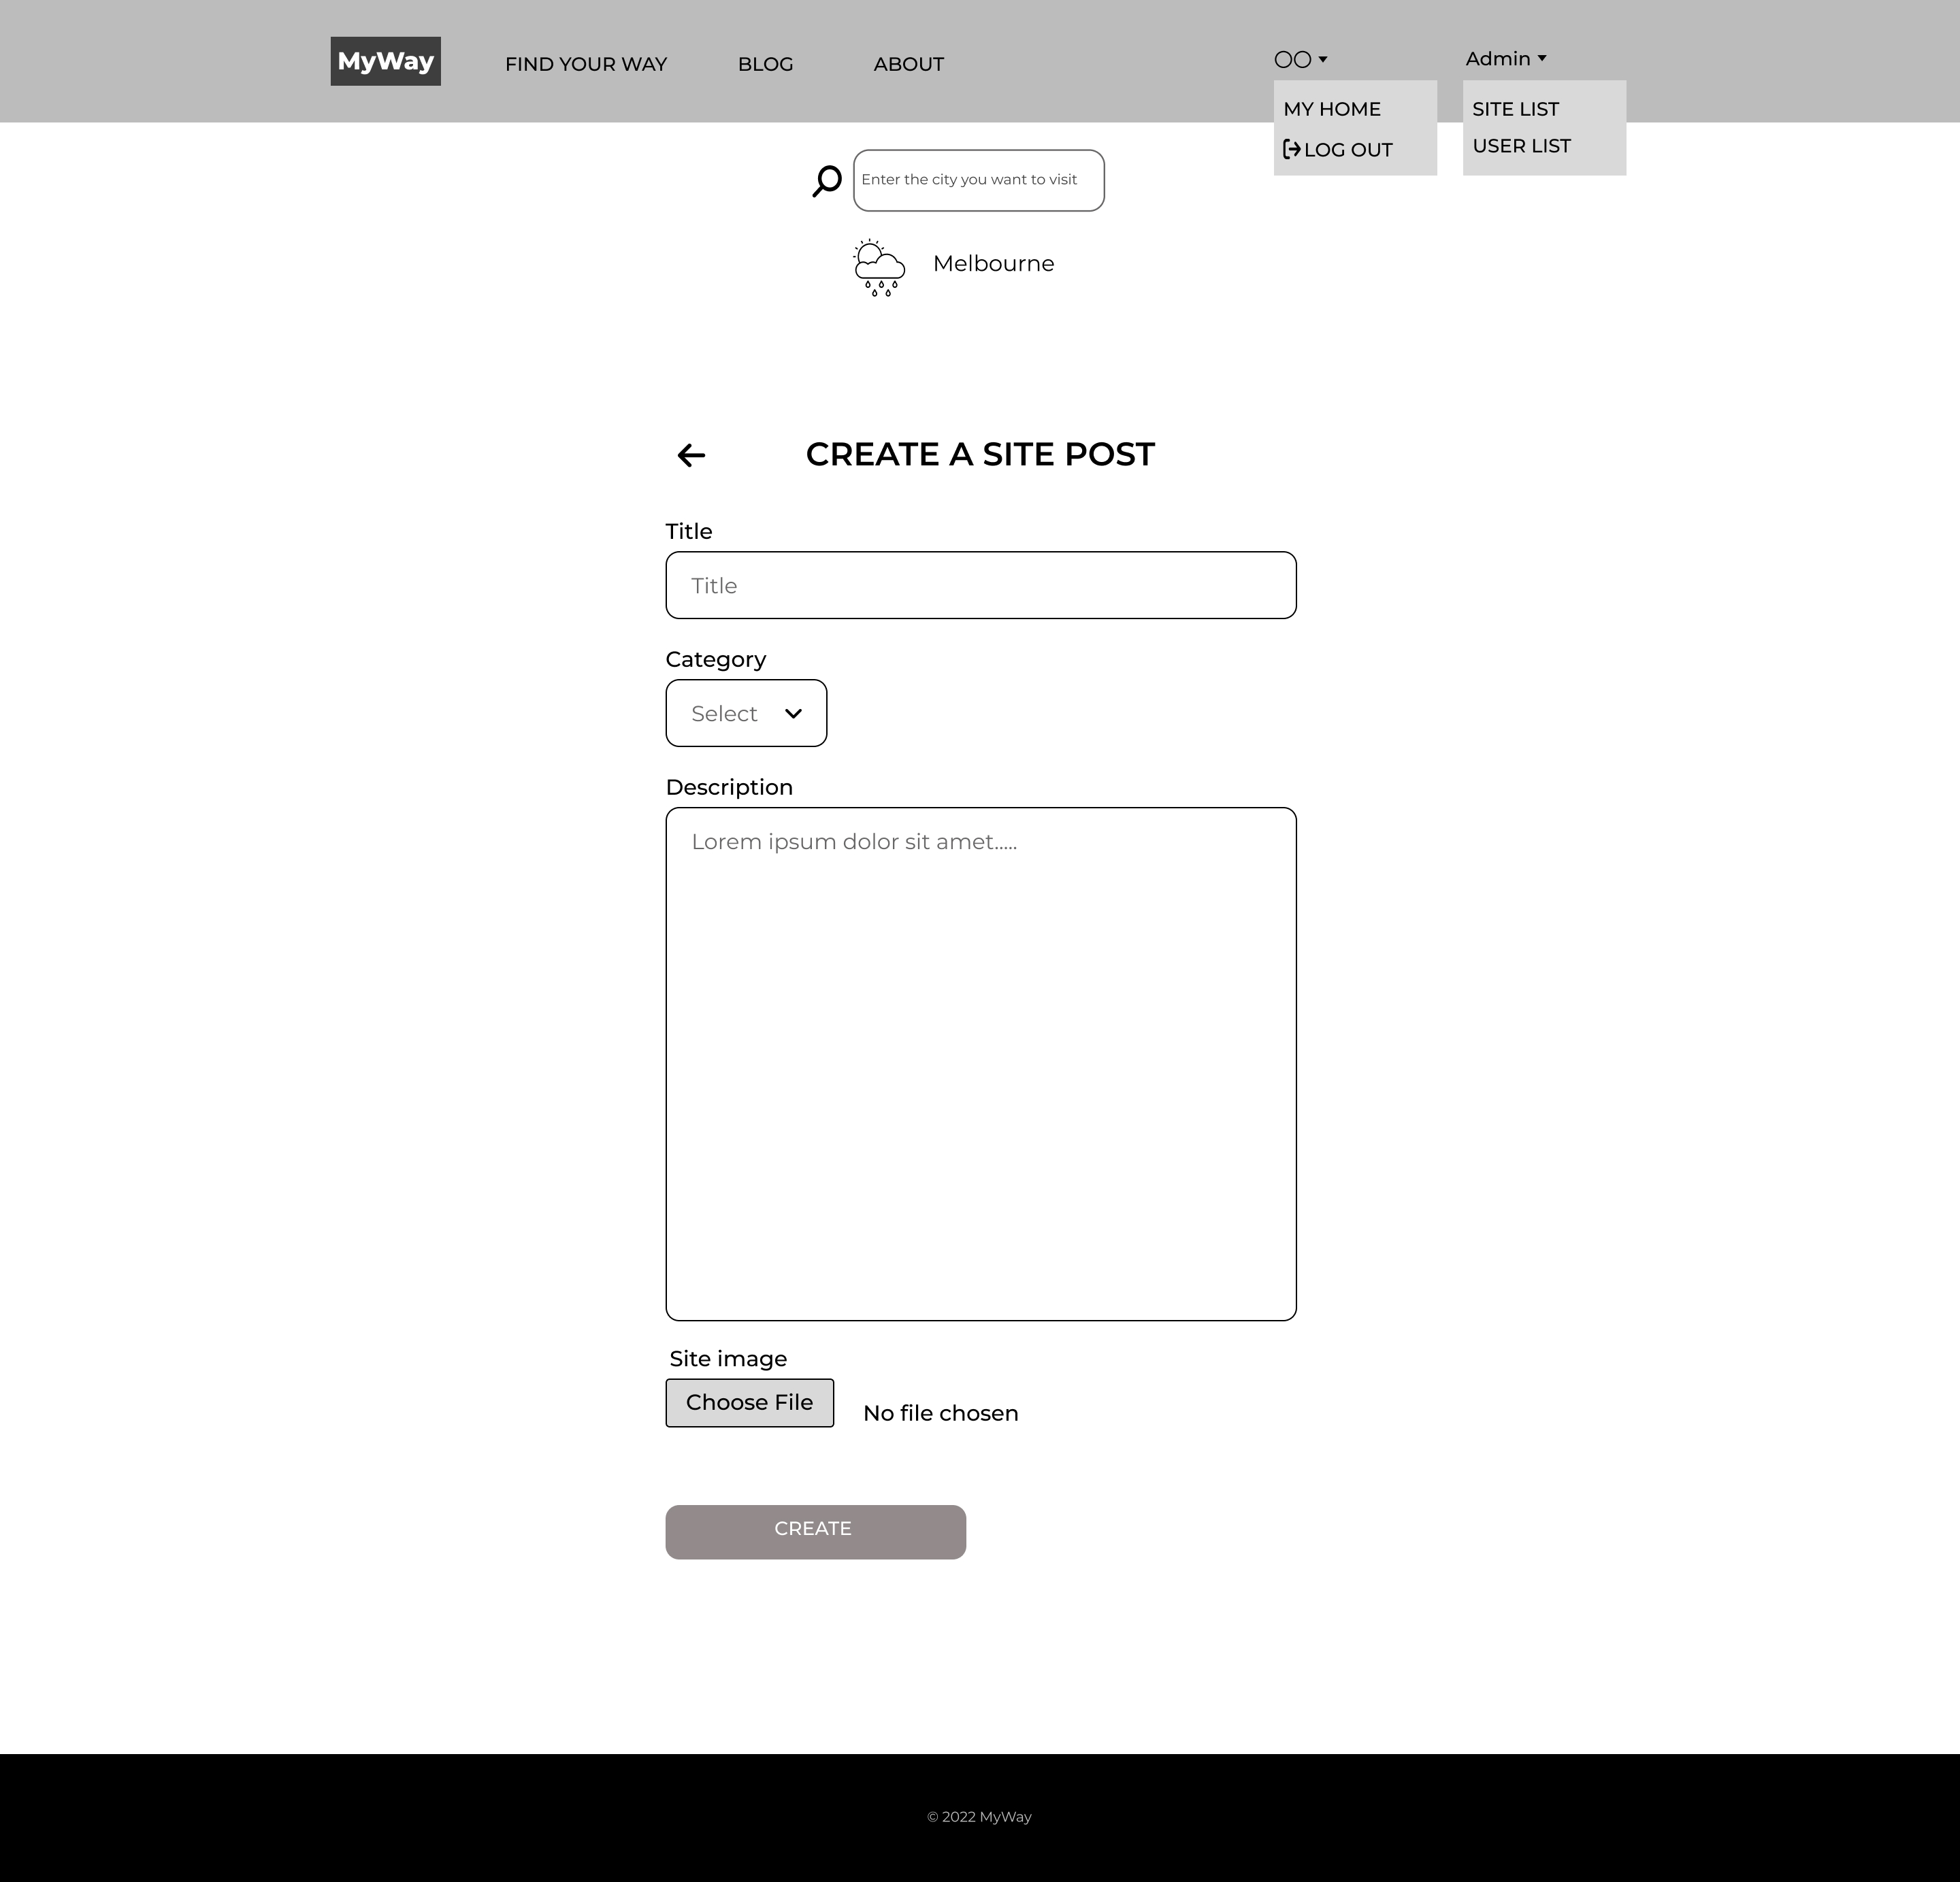 MyWay
FIND YOUR WAY
BLOG
ABOUT
○○
Admin
MY HOME
LOG OUT
SITE LIST
USER LIST
Enter the city you want to visit
Melbourne
CREATE A SITE POST
Title
Title
Category
Select
Description
Lorem ipsum dolor sit amet.....
Site image
Choose File
No file chosen
CREATE
© 2022 MyWay